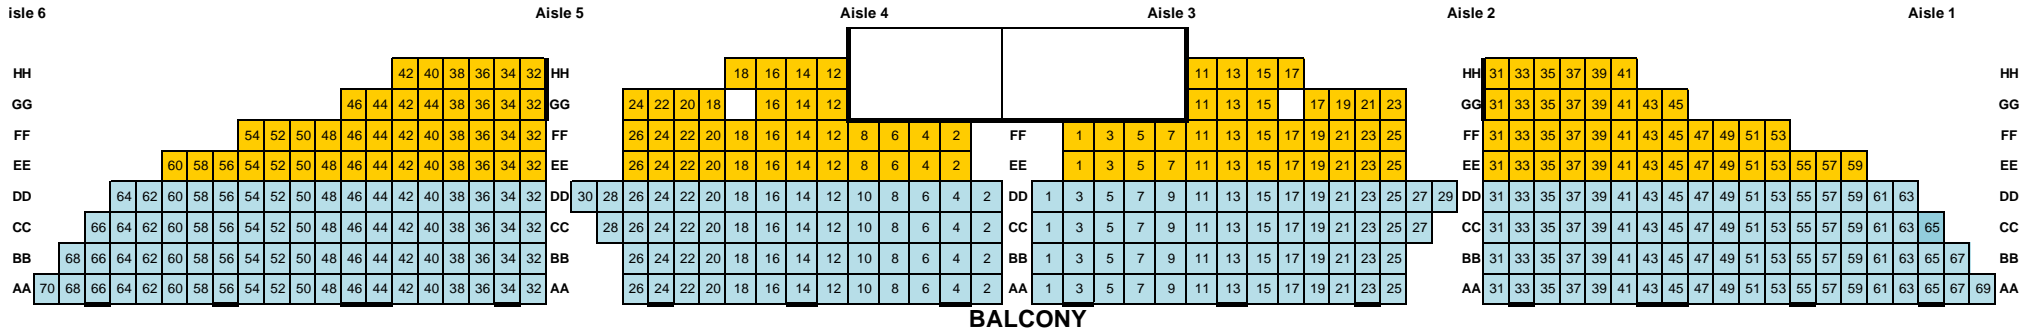 isle 6 Aisle 5 Aisle 4 Aisle 3 Aisle 2 Aisle 1
HH 42 40 38 36 34 32 HH 18 16 14 12 11 13 15 17 HH 31 33 35 37 39 41 HH
GG 46 44 42 44 38 36 34 32 GG 24 22 20 18 16 14 12 11 13 15 17 19 21 23 GG 31 33 35 37 39 41 43 45 GG
FF 54 52 50 48 46 44 42 40 38 36 34 32 FF 26 24 22 20 18 16 14 12 8 6 4 2 FF 1 3 5 7 11 13 15 17 19 21 23 25 FF 31 33 35 37 39 41 43 45 47 49 51 53 FF
EE 60 58 56 54 52 50 48 46 44 42 40 38 36 34 32 EE 26 24 22 20 18 16 14 12 8 6 4 2 EE 1 3 5 7 11 13 15 17 19 21 23 25 EE 31 33 35 37 39 41 43 45 47 49 51 53 55 57 59 EE
DD 64 62 60 58 56 54 52 50 48 46 44 42 40 38 36 34 32 DD 30 28 26 24 22 20 18 16 14 12 10 8 6 4 2 DD 1 3 5 7 9 11 13 15 17 19 21 23 25 27 29 DD 31 33 35 37 39 41 43 45 47 49 51 53 55 57 59 61 63 DD
CC 66 64 62 60 58 56 54 52 50 48 46 44 42 40 38 36 34 32 CC 28 26 24 22 20 18 16 14 12 10 8 6 4 2 CC 1 3 5 7 9 11 13 15 17 19 21 23 25 27 CC 31 33 35 37 39 41 43 45 47 49 51 53 55 57 59 61 63 65 CC
BB 68 66 64 62 60 58 56 54 52 50 48 46 44 42 40 38 36 34 32 BB 26 24 22 20 18 16 14 12 10 8 6 4 2 BB 1 3 5 7 9 11 13 15 17 19 21 23 25 BB 31 33 35 37 39 41 43 45 47 49 51 53 55 57 59 61 63 65 67 BB
AA 70 68 66 64 62 60 58 56 54 52 50 48 46 44 42 40 38 36 34 32 AA 26 24 22 20 18 16 14 12 10 8 6 4 2 AA 1 3 5 7 9 11 13 15 17 19 21 23 25 AA 31 33 35 37 39 41 43 45 47 49 51 53 55 57 59 61 63 65 67 69 AA
BALCONY